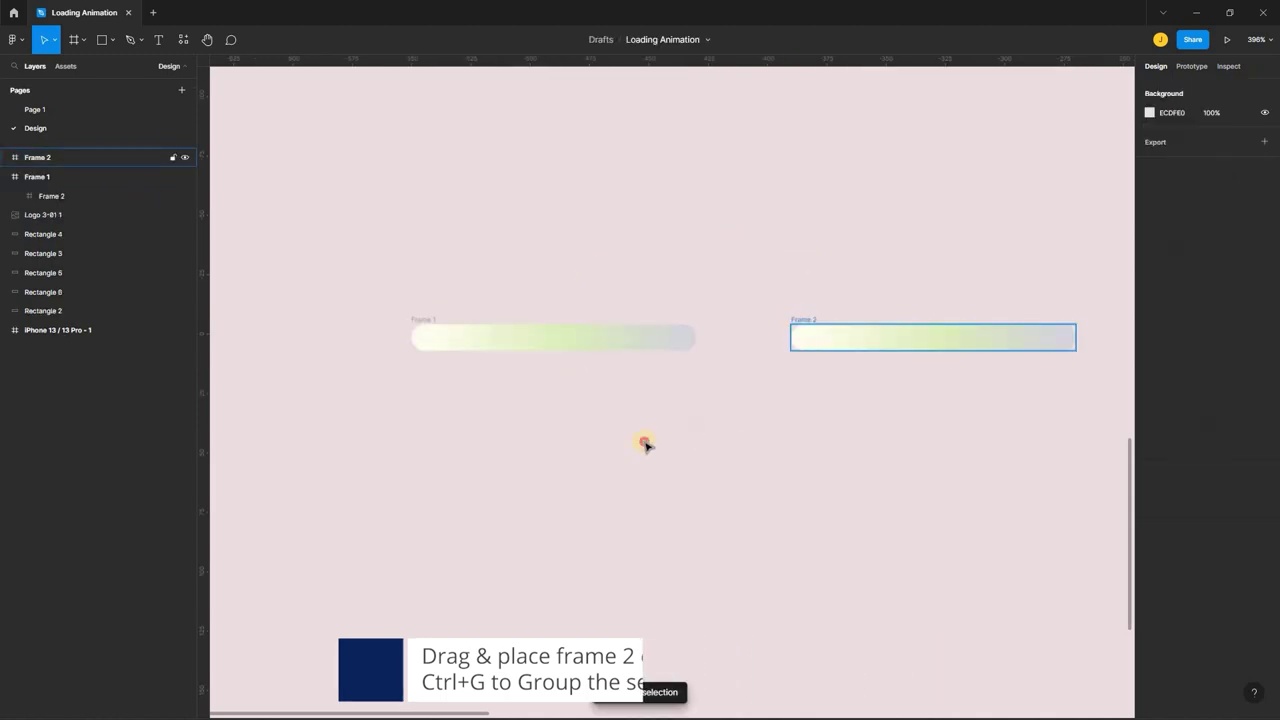 Loading Animation
Drafts
Loading Animation
J
Share
396%
Layers
Assets
Design
Design
Prototype
Inspect
Pages
Page 1
Design
Background
ECDFE0
100%
Export
Frame 2
Frame 1
Frame 2
Logo 3-01 1
Rectangle 4
Rectangle 3
Rectangle 5
Rectangle 6
Rectangle 2
iPhone 13 / 13 Pro - 1
Frame 1
Frame 2
Drag & place frame 2
Ctrl+G to Group the se
selection
?